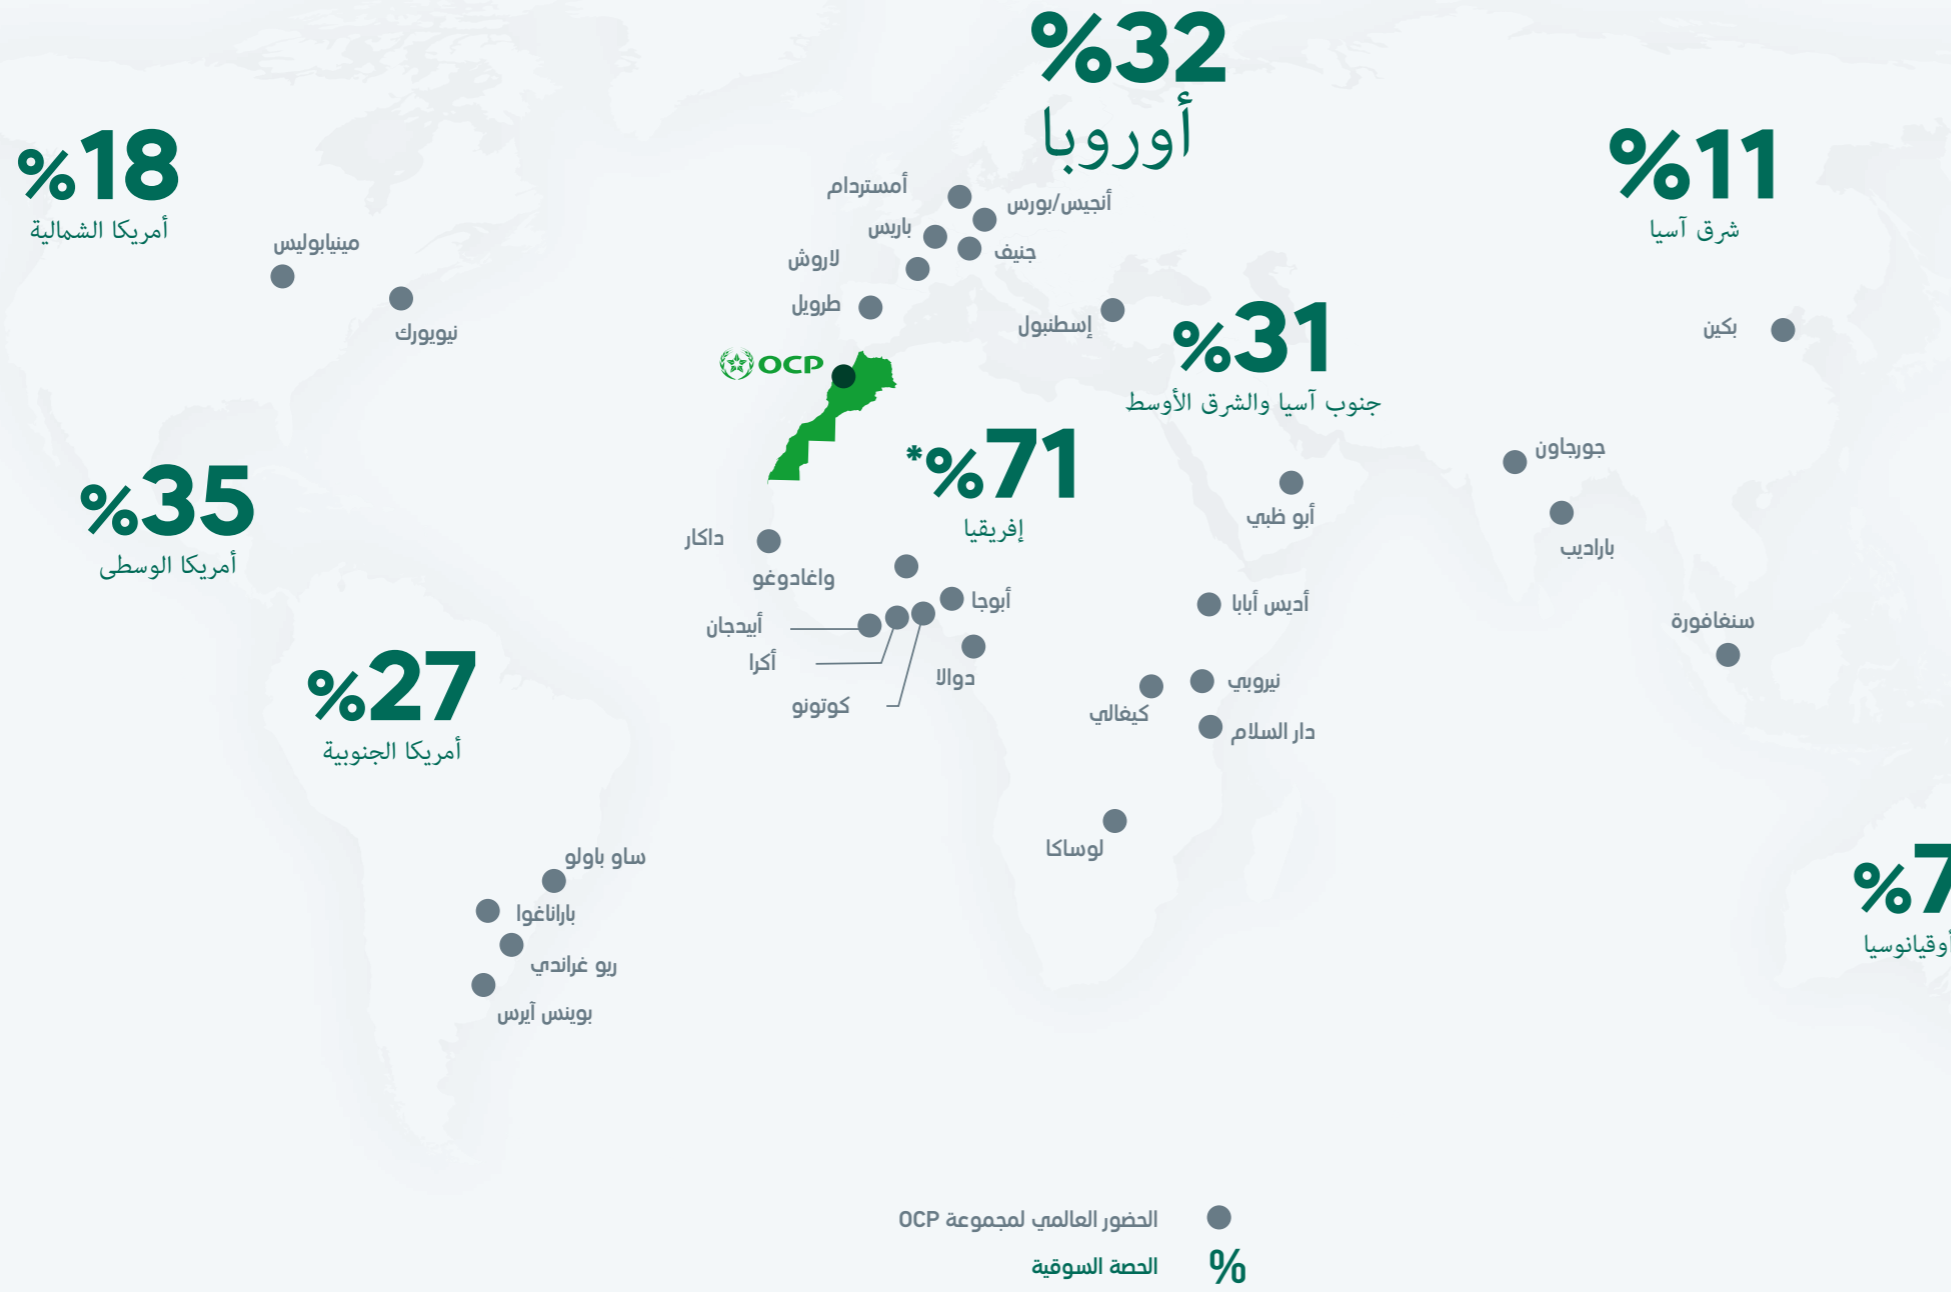 %32
أوروبا
%18
أمريكا الشمالية
%11
شرق آسيا
أمستردام
أنجيس/بورس
باريس
جنيف
لاروش
طرويل
إسطنبول
مينيابوليس
نيويورك
بكين
OCP
%31
جنوب آسيا والشرق الأوسط
*%71
إفريقيا
%35
أمريكا الوسطى
جورجاون
أبو ظبي
باراديب
داكار
واغادوغو
أبوجا
أبيدجان
أكرا
كوتونو
دوالا
أديس أبابا
نيروبي
كيغالي
دار السلام
سنغافورة
%27
أمريكا الجنوبية
لوساكا
ساو باولو
باراناغوا
ريو غراندي
بوينس آيرس
%7
أوقيانوسيا
الحضور العالمي لمجموعة OCP
% الحصة السوقية